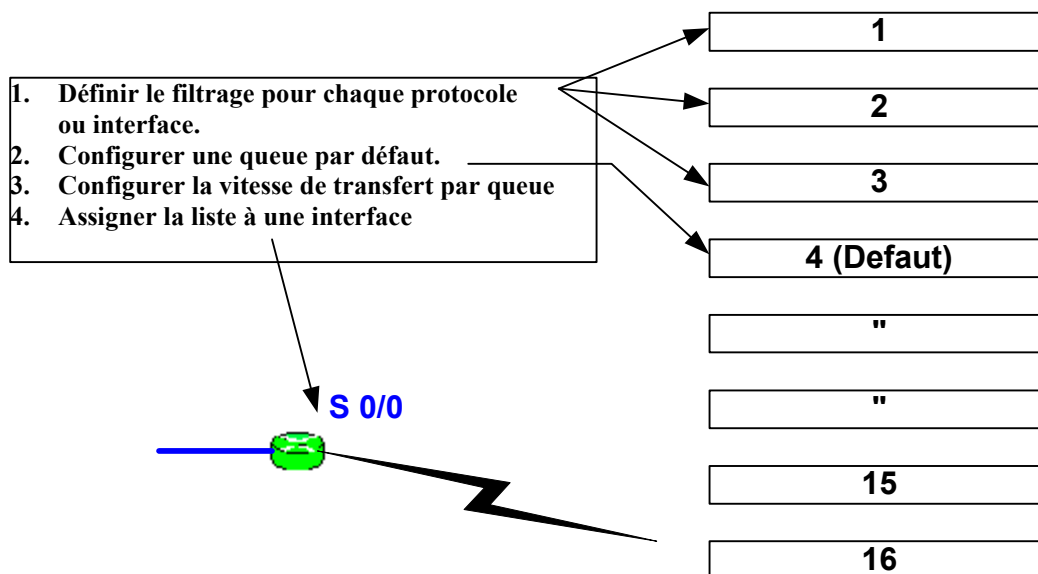 1. Définir le filtrage pour chaque protocole
ou interface.
2. Configurer une queue par défaut.
3. Configurer la vitesse de transfert par queue
4. Assigner la liste à une interface
S 0/0
1
2
3
4 (Defaut)
"
"
15
16